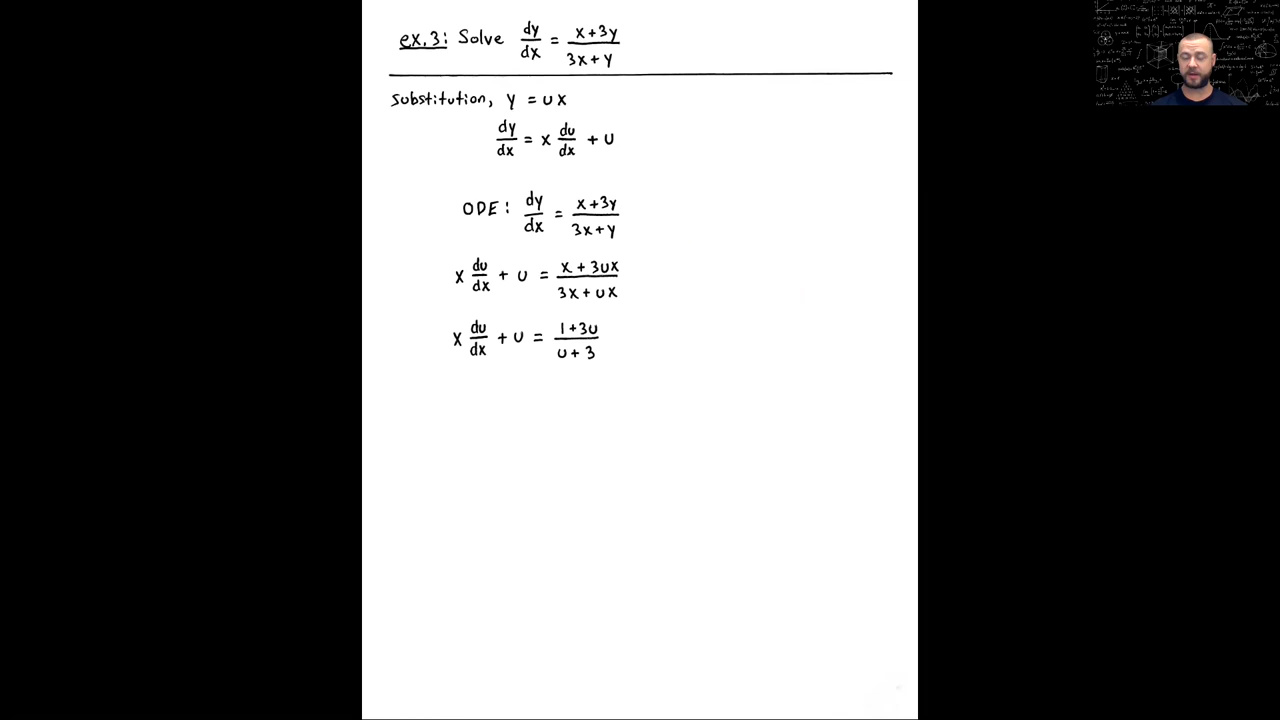 ex.3: Solve dy/dx = (x+3y)/(3x+y)
Substitution, y = ux
dy/dx = x du/dx + u
ODE: dy/dx = (x+3y)/(3x+y)
x du/dx + u = (x+3ux)/(3x+ux)
x du/dx + u = (1+3u)/(u+3)